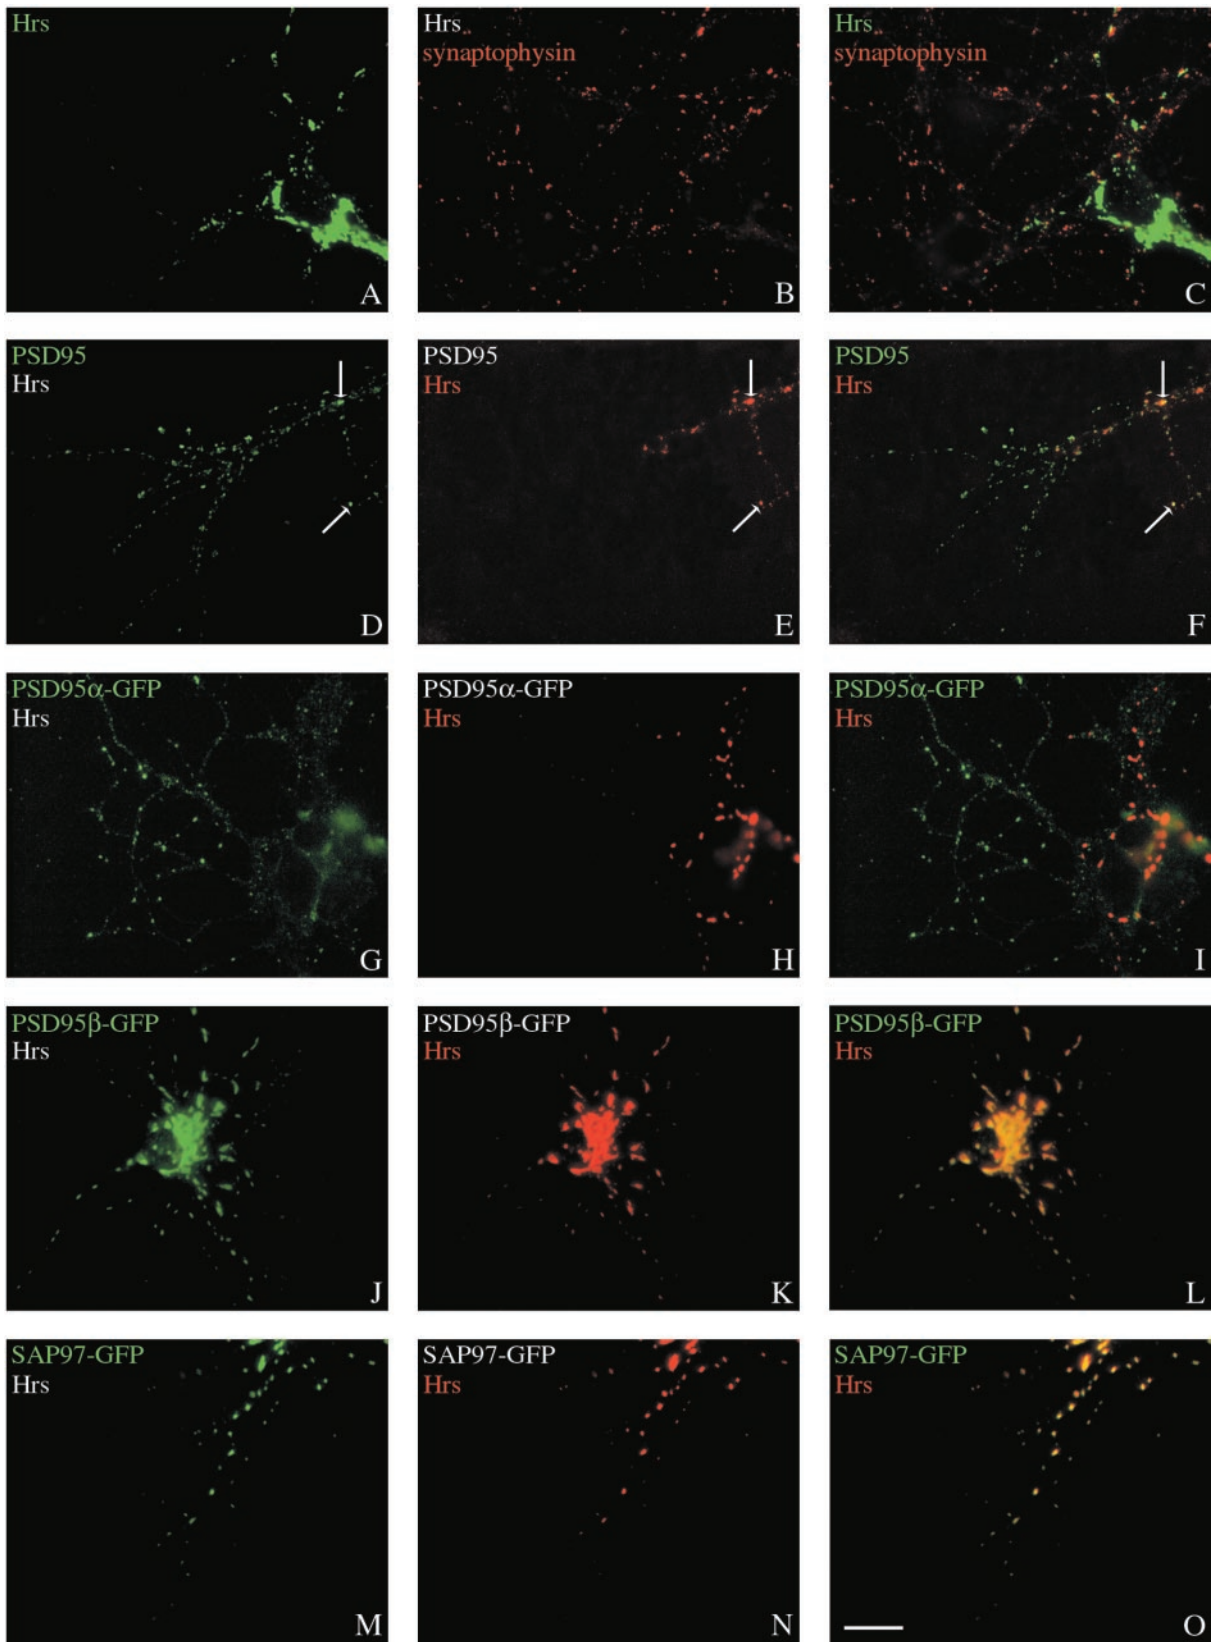 Hrs
A
Hrs
synaptophysin
B
Hrs
synaptophysin
C
PSD95
Hrs
D
PSD95
Hrs
E
PSD95
Hrs
F
PSD95α-GFP
Hrs
G
PSD95α-GFP
Hrs
H
PSD95α-GFP
Hrs
I
PSD95β-GFP
Hrs
J
PSD95β-GFP
Hrs
K
PSD95β-GFP
Hrs
L
SAP97-GFP
Hrs
M
SAP97-GFP
Hrs
N
SAP97-GFP
Hrs
O